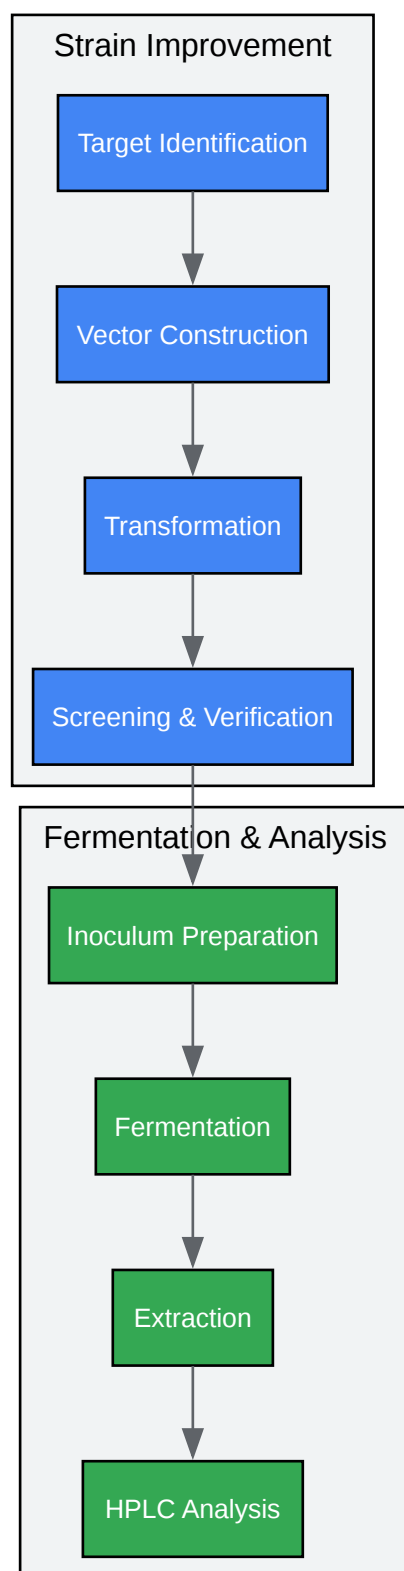 Strain Improvement
Target Identification
Vector Construction
Transformation
Screening & Verification
Fermentation & Analysis
Inoculum Preparation
Fermentation
Extraction
HPLC Analysis